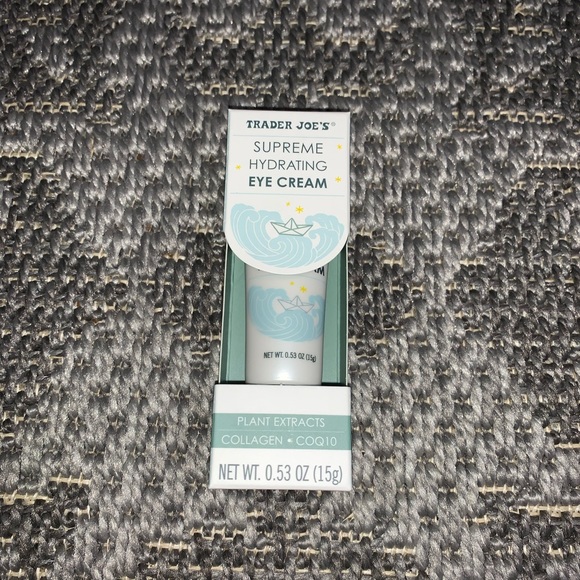 TRADER JOE'S®
SUPREME
HYDRATING
EYE CREAM
NET WT. 0.53 OZ (15g)
PLANT EXTRACTS
COLLAGEN • COQ10
NET WT. 0.53 OZ (15g)